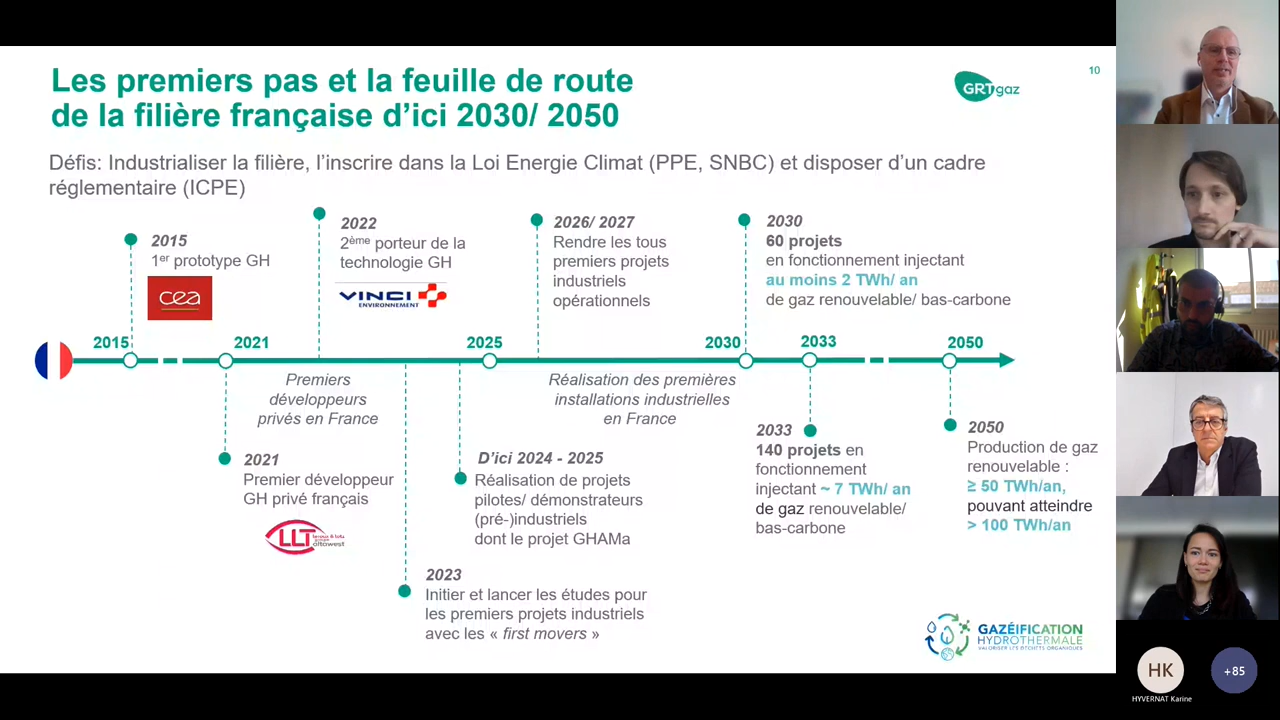 Les premiers pas et la feuille de route
de la filière française d'ici 2030/ 2050
GRTgaz
10
Défis: Industrialiser la filière, l'inscrire dans la Loi Energie Climat (PPE, SNBC) et disposer d'un cadre
réglementaire (ICPE)
2015
1er prototype GH
cea
2022
2ème porteur de la
technologie GH
VINCI
ENVIRONNEMENT
2026/ 2027
Rendre les tous
premiers projets
industriels
opérationnels
2030
60 projets
en fonctionnement injectant
au moins 2 TWh/ an
de gaz renouvelable/ bas-carbone
2015
2021
2025
2030
2033
2050
Premiers
développeurs
privés en France
Réalisation des premières
installations industrielles
en France
2021
Premier développeur
GH privé français
LLT
D'ici 2024 - 2025
Réalisation de projets
pilotes/ démonstrateurs
(pré-)industriels
dont le projet GHAMa
2023
Initier et lancer les études pour
les premiers projets industriels
avec les « first movers »
2033
140 projets en
fonctionnement
injectant ~ 7 TWh/ an
de gaz renouvelable/
bas-carbone
2050
Production de gaz
renouvelable :
≥ 50 TWh/an,
pouvant atteindre
> 100 TWh/an
GAZÉIFICATION
HYDROTHERMALE
VALORISER LES DÉCHETS ORGANIQUES
HK
+85
HYVERNAT Karine